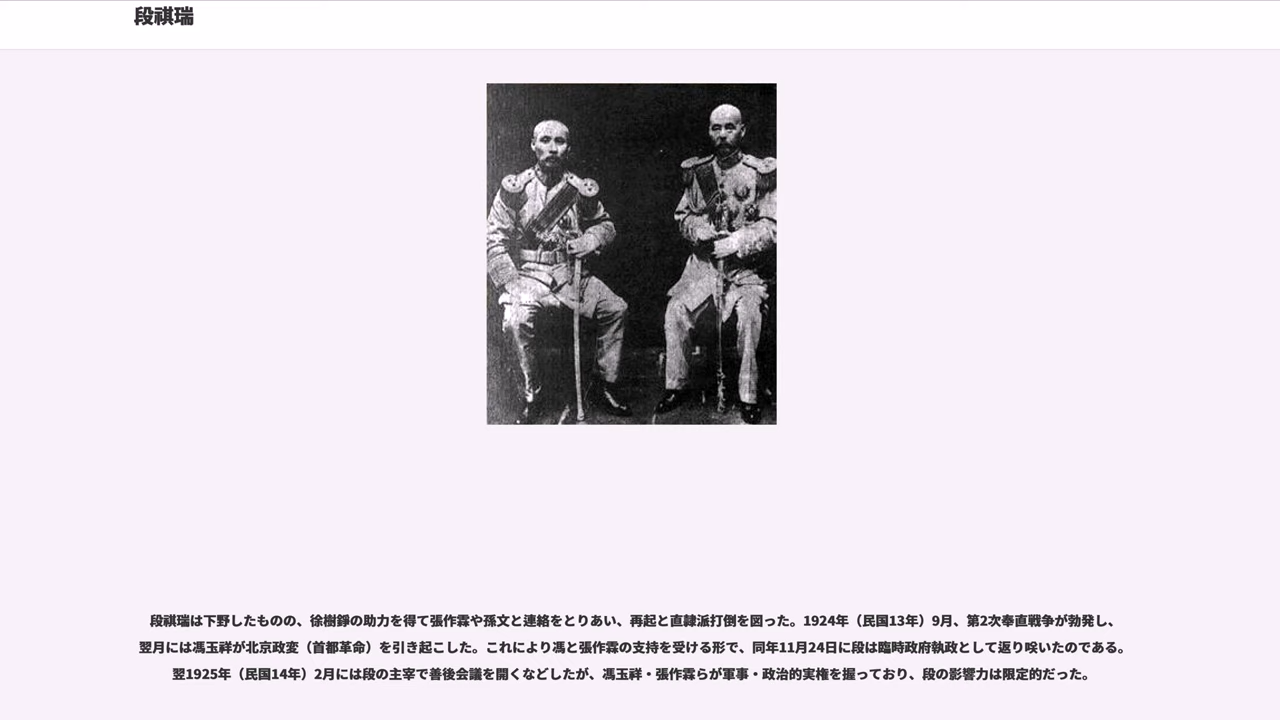 段祺瑞
段祺瑞は下野したものの、徐樹錚の助力を得て張作霖や孫文と連絡をとりあい、再起と直隷派打倒を図った。1924年（民国13年）9月、第2次奉直戦争が勃発し、
翌月には馮玉祥が北京政変（首都革命）を引き起こした。これにより馮と張作霖の支持を受ける形で、同年11月24日に段は臨時政府執政として返り咲いたのである。
翌1925年（民国14年）2月には段の主宰で善後会議を開くなどしたが、馮玉祥・張作霖らが軍事・政治的実権を握っており、段の影響力は限定的だった。